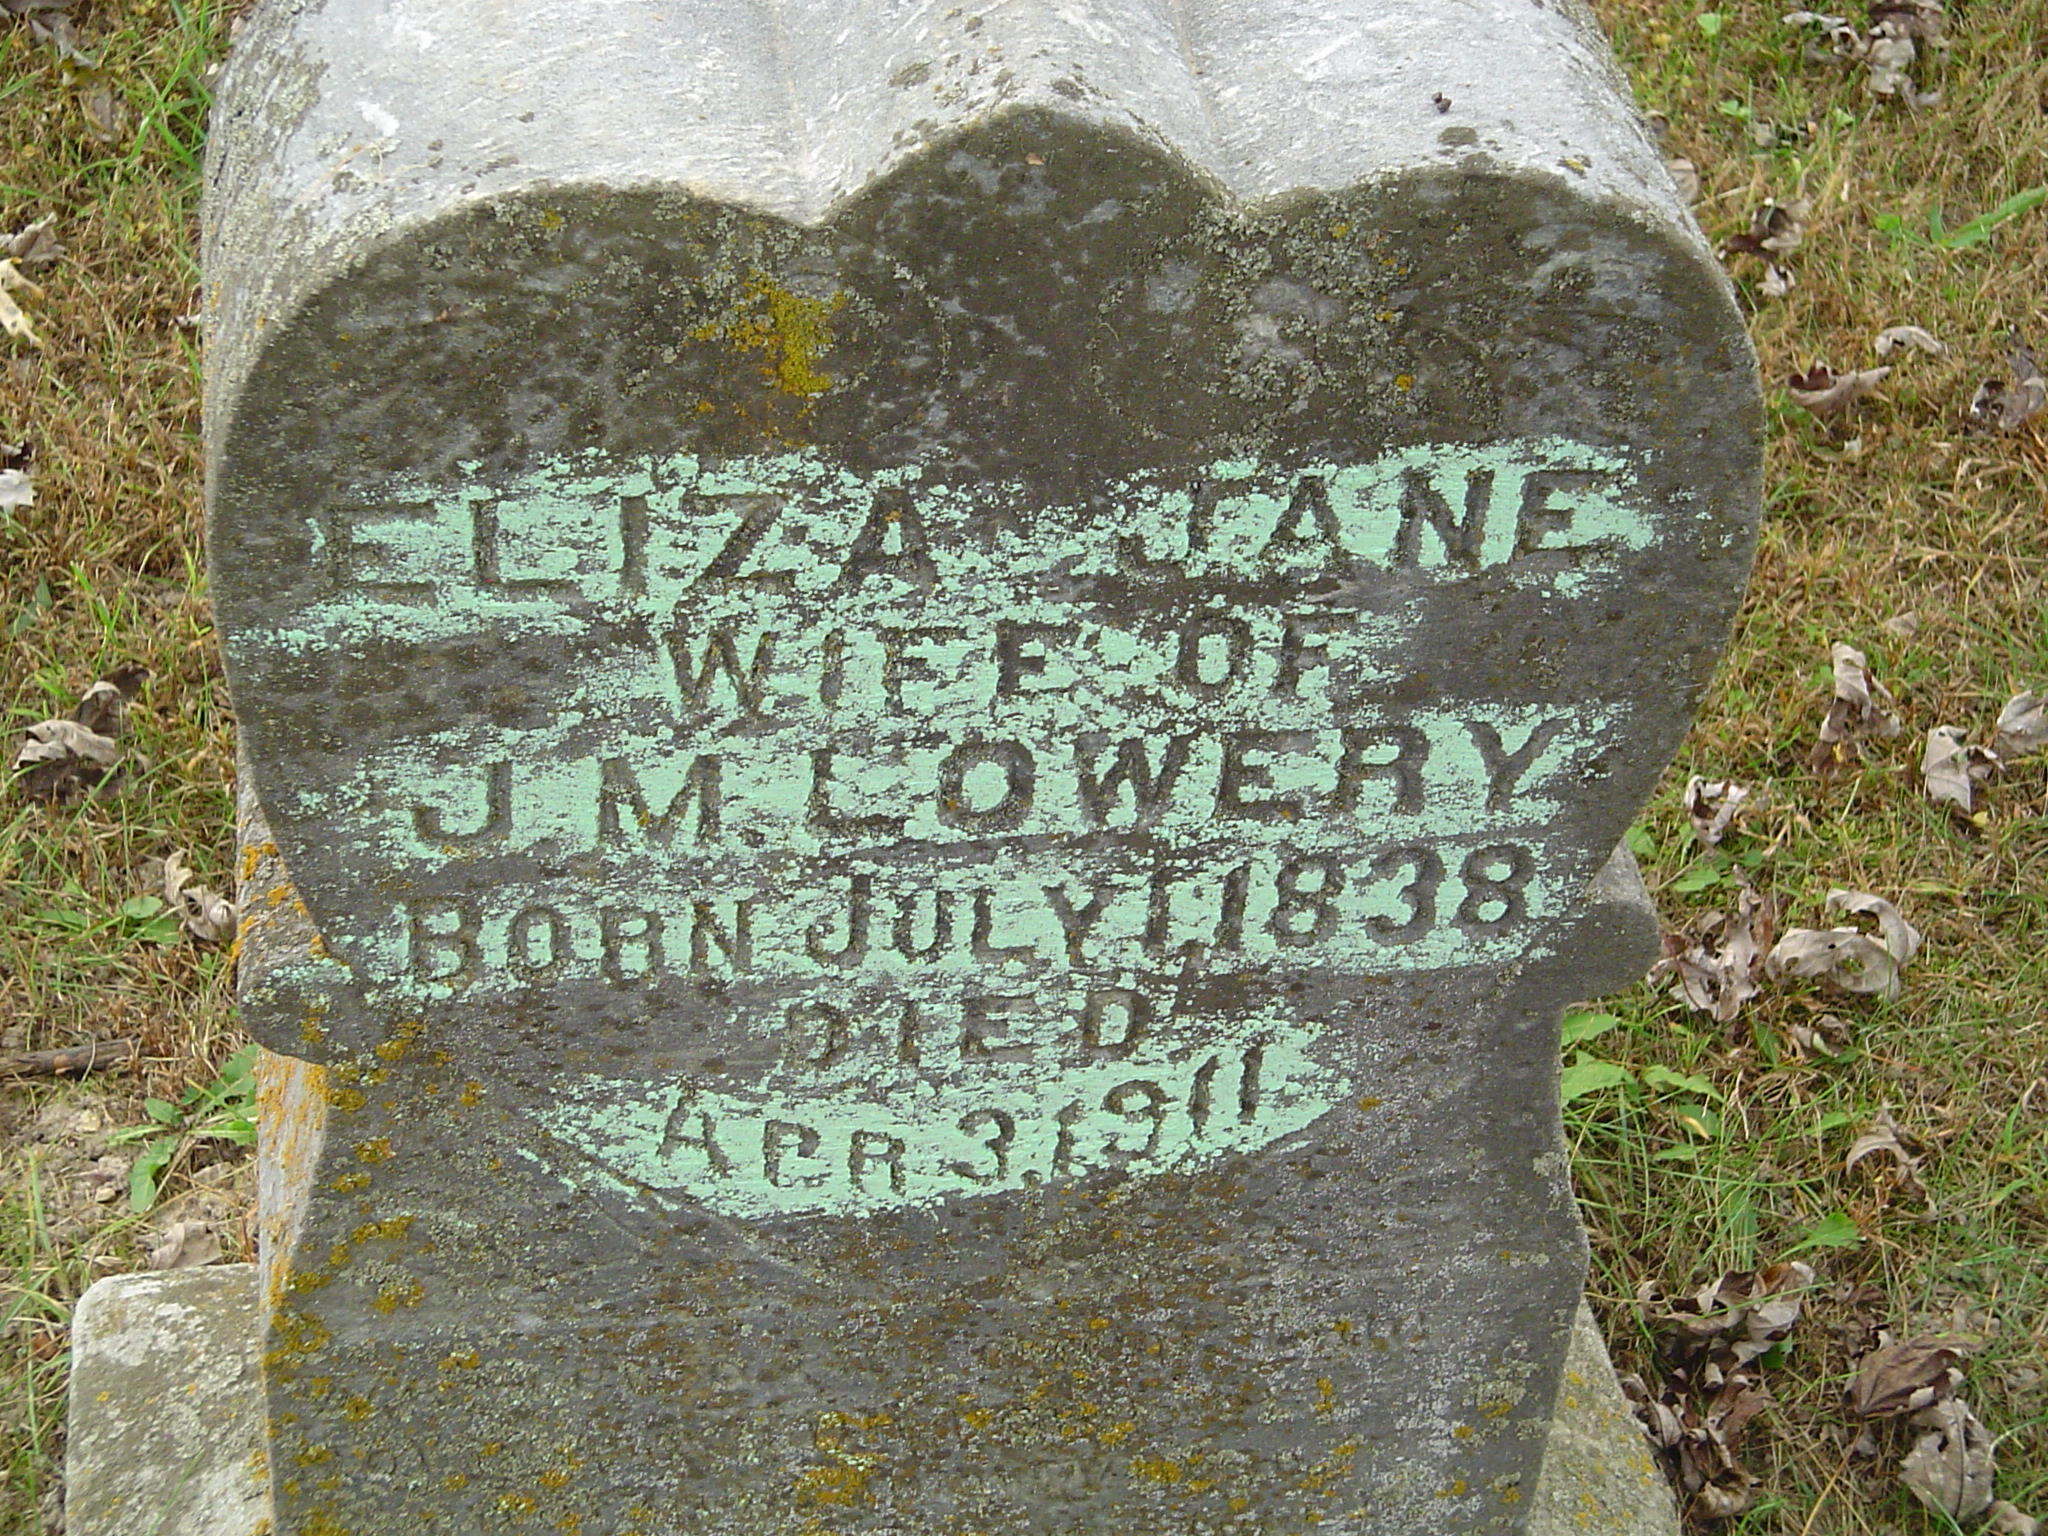 ELIZA JANE
WIFE OF
J.M.LOWERY
BORN JULY 1, 1838
DIED
APR 3, 1911